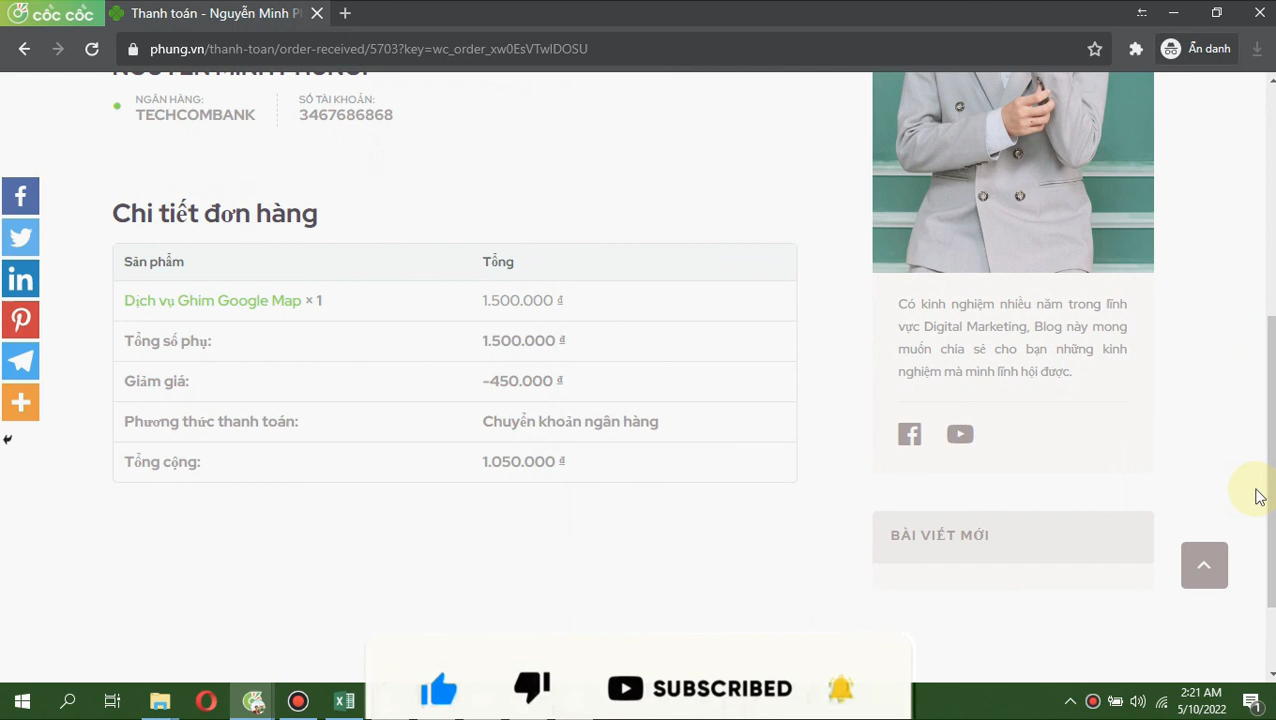 cốc cốc
Thanh toán - Nguyễn Minh P
phung.vn/thanh-toan/order-received/5703?key=wc_order_xw0EsVTwIDOSU
Ẩn danh
NGÂN HÀNG:
TECHCOMBANK
SỐ TÀI KHOẢN:
3467686868
Chi tiết đơn hàng
Sản phẩm Tổng
Dịch vụ Ghim Google Map × 1 1.500.000 ₫
Tổng số phụ: 1.500.000 ₫
Giảm giá: -450.000 ₫
Phương thức thanh toán: Chuyển khoản ngân hàng
Tổng cộng: 1.050.000 ₫
Có kinh nghiệm nhiều năm trong lĩnh
vực Digital Marketing, Blog này mong
muốn chia sẻ cho bạn những kinh
nghiệm mà mình lĩnh hội được.
BÀI VIẾT MỚI
SUBSCRIBED
2:21 AM
5/10/2022
1